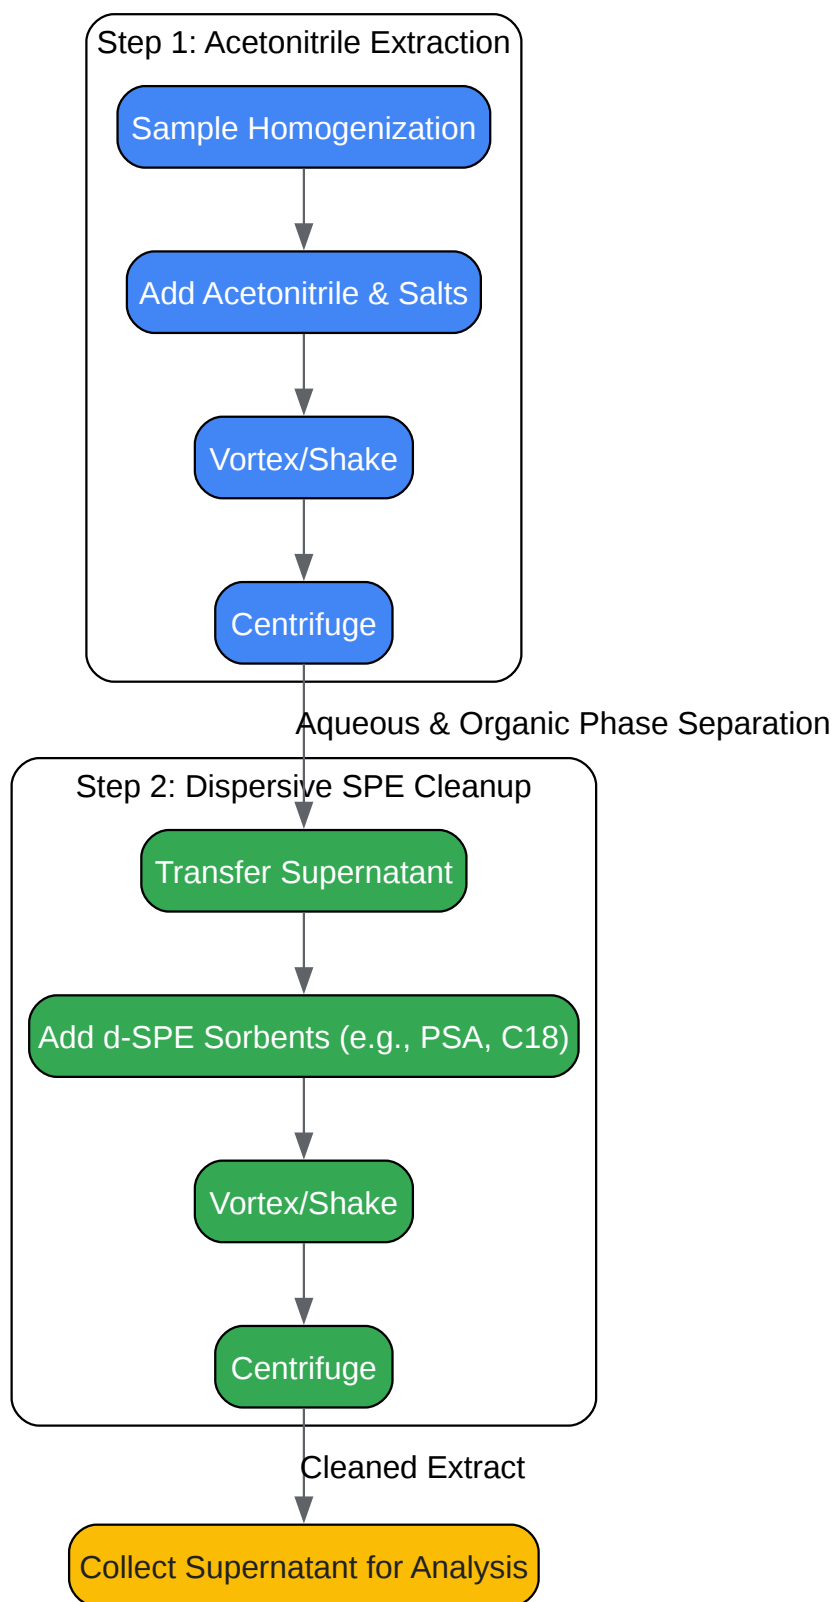 Step 1: Acetonitrile Extraction
Sample Homogenization
Add Acetonitrile & Salts
Vortex/Shake
Centrifuge
Aqueous & Organic Phase Separation
Step 2: Dispersive SPE Cleanup
Transfer Supernatant
Add d-SPE Sorbents (e.g., PSA, C18)
Vortex/Shake
Centrifuge
Cleaned Extract
Collect Supernatant for Analysis